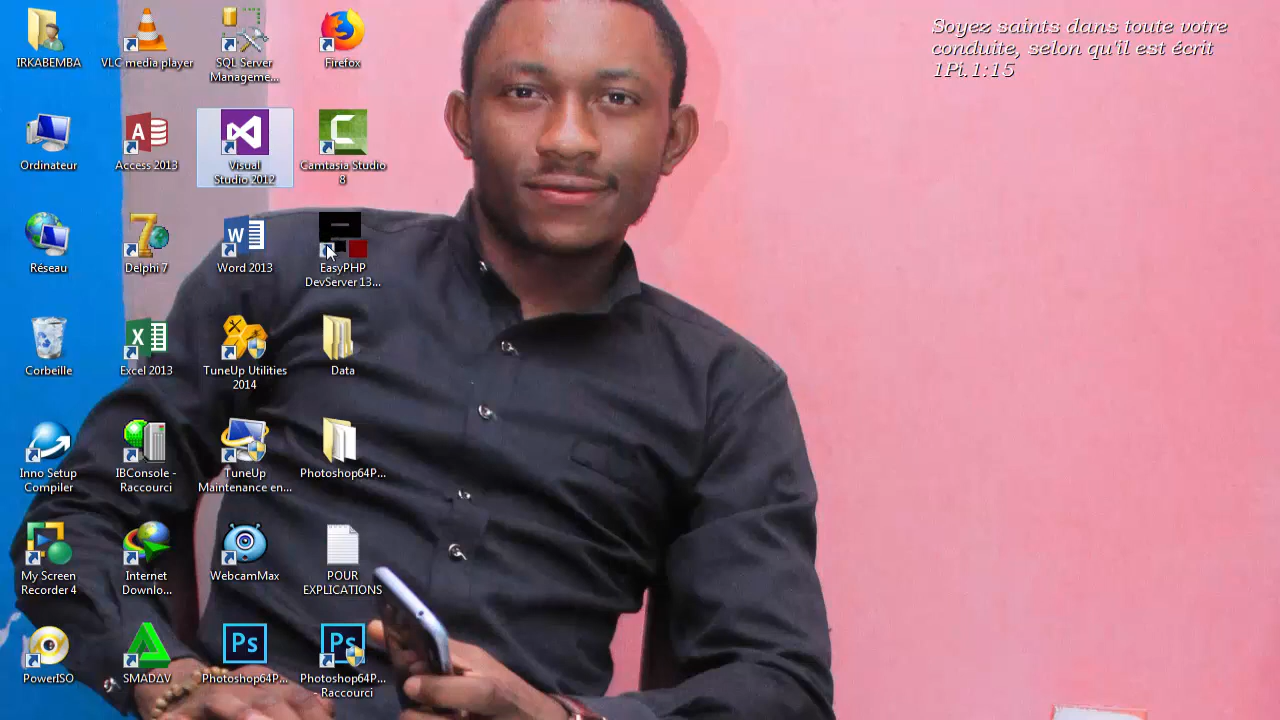 Soyez saints dans toute votre
conduite, selon qu'il est écrit
1Pi.1:15
IRKABEMBA
VLC media player
SQL Server
Manageme...
Firefox
Ordinateur
Access 2013
Visual
Studio 2012
Camtasia Studio
8
Réseau
Delphi 7
Word 2013
EasyPHP
DevServer 13...
Corbeille
Excel 2013
TuneUp Utilities
2014
Data
Inno Setup
Compiler
IBConsole -
Raccourci
TuneUp
Maintenance en...
Photoshop64P...
My Screen
Recorder 4
Internet
Downlo...
WebcamMax
POUR
EXPLICATIONS
PowerISO
SMADAV
Photoshop64P...
Photoshop64P...
- Raccourci